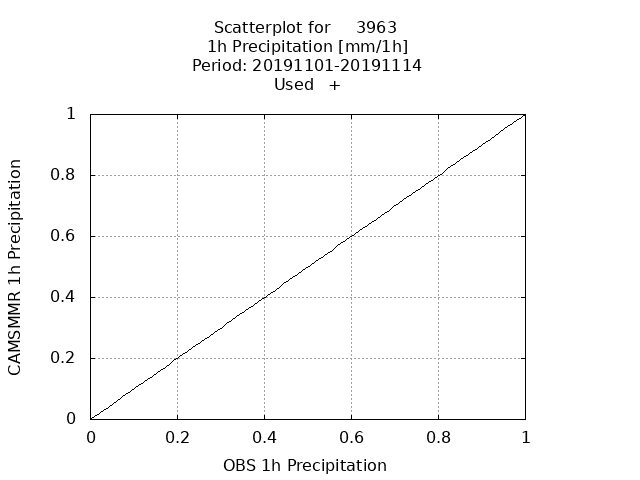 Scatterplot for 3963
1h Precipitation [mm/1h]
Period: 20191101-20191114
Used +
CAMSMMR 1h Precipitation
1
0.8
0.6
0.4
0.2
0
0 0.2 0.4 0.6 0.8 1
OBS 1h Precipitation